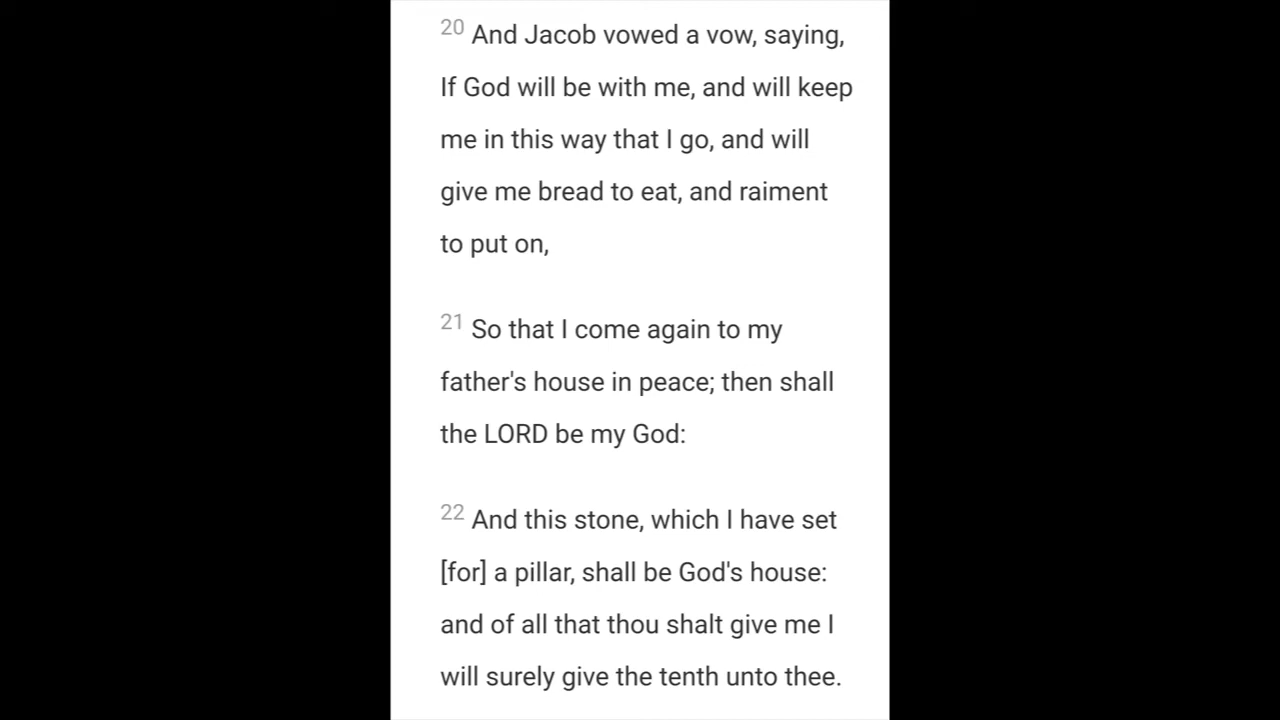 20 And Jacob vowed a vow, saying,
If God will be with me, and will keep
me in this way that I go, and will
give me bread to eat, and raiment
to put on,
21 So that I come again to my
father's house in peace; then shall
the LORD be my God:
22 And this stone, which I have set
[for] a pillar, shall be God's house:
and of all that thou shalt give me I
will surely give the tenth unto thee.